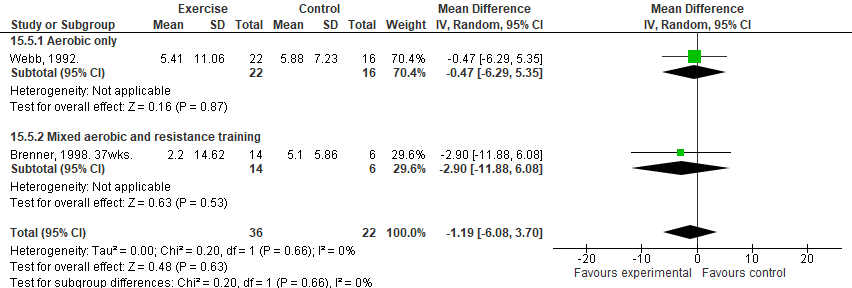 Exercise Control Mean Difference Mean Difference
Study or Subgroup Mean SD Total Mean SD Total Weight IV, Random, 95% CI IV, Random, 95% CI
15.5.1 Aerobic only
Webb, 1992. 5.41 11.06 22 5.88 7.23 16 70.4% -0.47 [-6.29, 5.35]
Subtotal (95% CI) 22 16 70.4% -0.47 [-6.29, 5.35]
Heterogeneity: Not applicable
Test for overall effect: Z = 0.16 (P = 0.87)
15.5.2 Mixed aerobic and resistance training
Brenner, 1998. 37wks. 2.2 14.62 14 5.1 5.86 6 29.6% -2.90 [-11.88, 6.08]
Subtotal (95% CI) 14 6 29.6% -2.90 [-11.88, 6.08]
Heterogeneity: Not applicable
Test for overall effect: Z = 0.63 (P = 0.53)
Total (95% CI) 36 22 100.0% -1.19 [-6.08, 3.70]
Heterogeneity: Tau² = 0.00; Chi² = 0.20, df = 1 (P = 0.66); I² = 0%
Test for overall effect: Z = 0.48 (P = 0.63)
Test for subgroup differences: Chi² = 0.20, df = 1 (P = 0.66), I² = 0%
-20 -10 0 10 20
Favours experimental Favours control